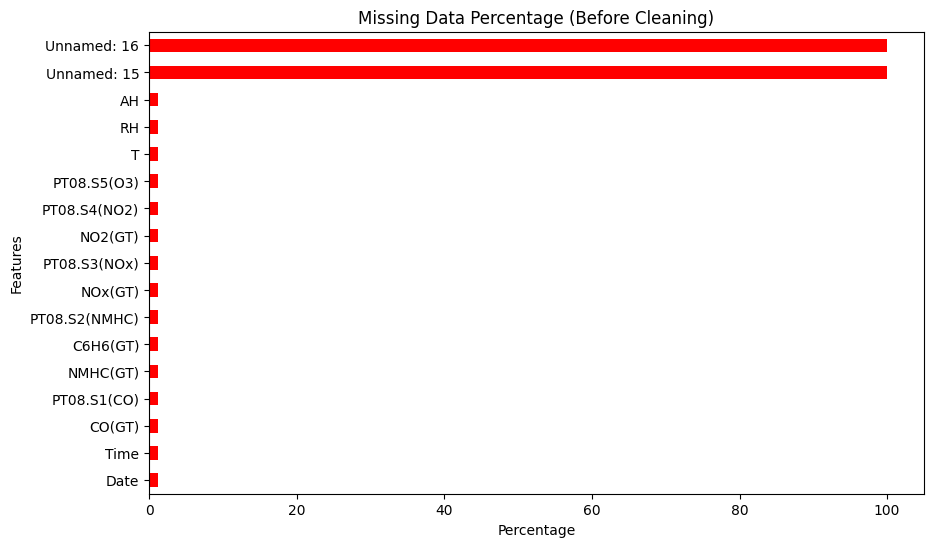 Missing Data Percentage (Before Cleaning)
Unnamed: 16
Unnamed: 15
AH
RH
T
PT08.S5(O3)
PT08.S4(NO2)
NO2(GT)
PT08.S3(NOx)
NOx(GT)
PT08.S2(NMHC)
C6H6(GT)
NMHC(GT)
PT08.S1(CO)
CO(GT)
Time
Date
Features
0 20 40 60 80 100
Percentage